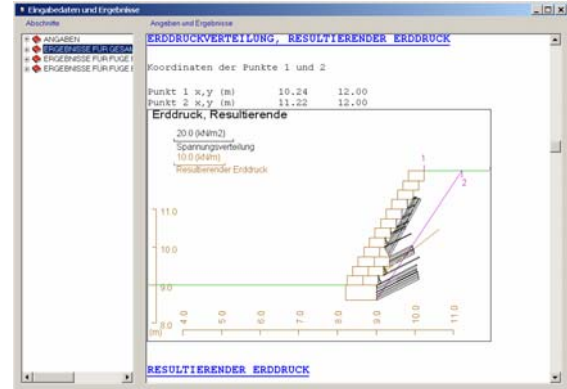 Eingabedaten und Ergebnisse
Abschnitte
Angaben und Ergebnisse
ANGABEN
ERGEBNISSE FÜR GESAM
ERGEBNISSE FÜR FUGE
ERGEBNISSE FÜR FUGE
ERDDRUCKVERTEILUNG, RESULTIERENDER ERDDRUCK
Koordinaten der Punkte 1 und 2
Punkt 1 x,y (m) 10.24 12.00
Punkt 2 x,y (m) 11.22 12.00
Erddruck, Resultierende
20.0 (kN/m2)
Spannungsverteilung
10.0 (kN/m)
Resultierender Erddruck
1
2
11.0
10.0
9.0
8.0
(m)
4.0 5.0 6.0 7.0 8.0 9.0 10.0 11.0
RESULTIERENDER ERDDRUCK